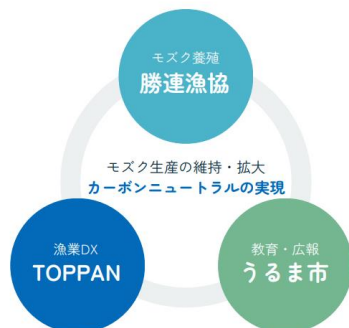 モズク養殖
勝連漁協
モズク生産の維持・拡大
カーボンニュートラルの実現
漁業DX
TOPPAN
教育・広報
うるま市